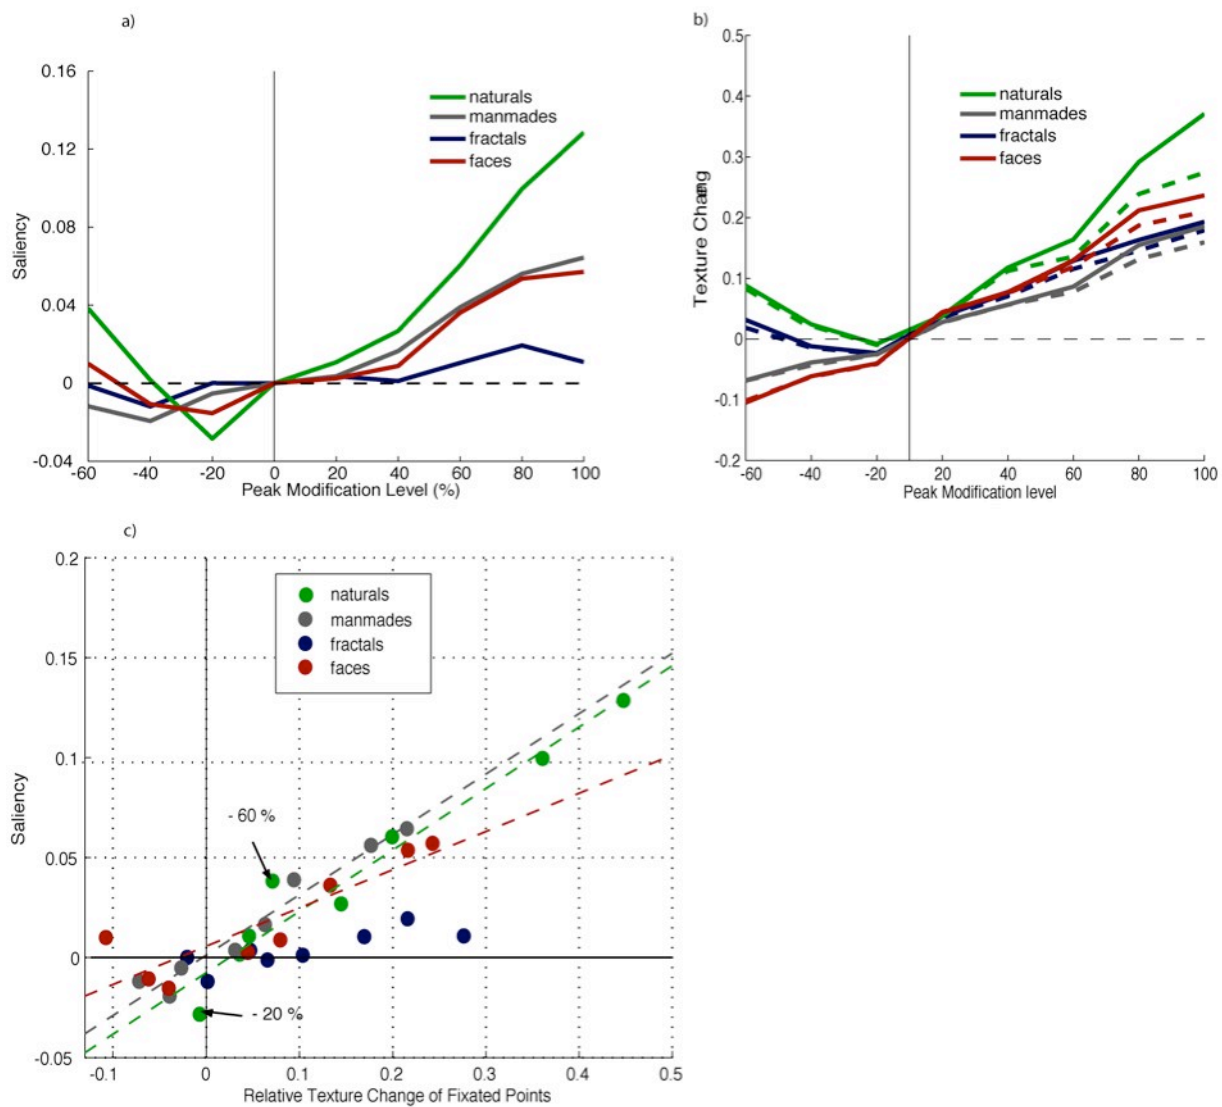 a)
0.16
0.12
0.08
0.04
0
-0.04
Saliency
naturals
manmades
fractals
faces
-60 -40 -20 0 20 40 60 80 100
Peak Modification Level (%)
b)
0.5
0.4
0.3
0.2
0.1
0
-0.1
-0.2
Texture Chaeng
naturals
manmades
fractals
faces
-60 -40 -20 20 40 60 80 100
Peak Modification level
c)
0.2
0.15
0.1
0.05
0
-0.05
Saliency
naturals
manmades
fractals
faces
- 60 %
- 20 %
-0.1 0 0.1 0.2 0.3 0.4 0.5
Relative Texture Change of Fixated Points